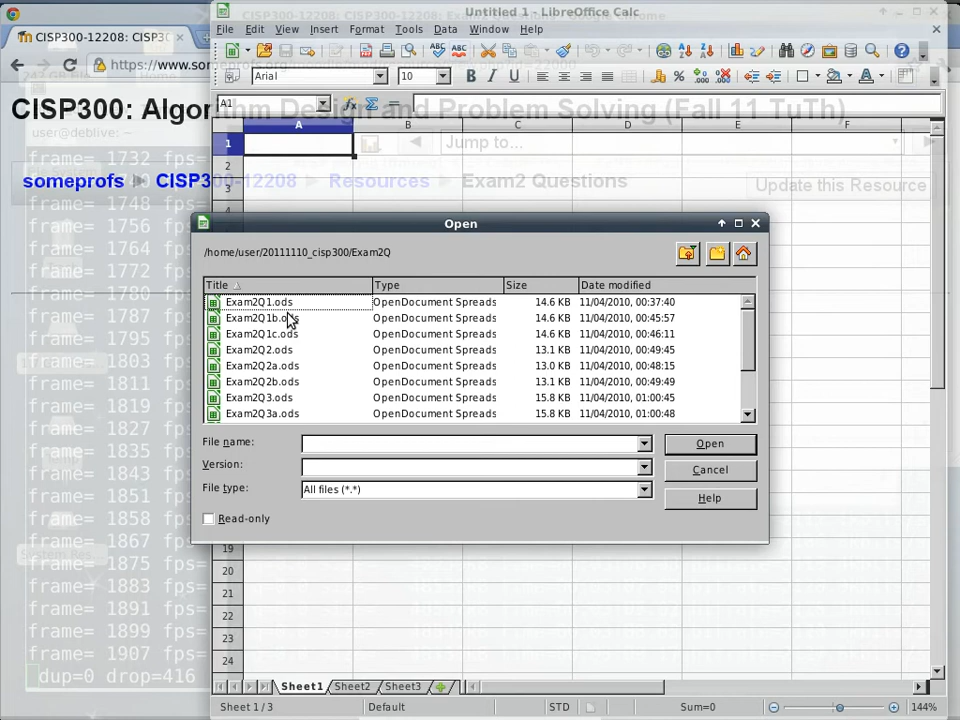 Untitled 1 - LibreOffice Calc
CISP300-12208: CISP3
File Edit View Insert Format Tools Data Window Help
https://www.so
Arial 10
A1
CISP300: Algorithm Design and Problem Solving (Fall 11 TuTh)
A B C D E F
user@deblive: ~
1
Jump to...
2
someprofs CISP300-12208 Resources Exam2 Questions
Update this Resource
3
4
frame= 1732 fps=
frame= 1748 fps=
frame= 1756 fps=
frame= 1764 fps=
frame= 1772 fps=
frame= 1780 fps=
frame= 1787 fps=
frame= 1795 fps=
frame= 1803 fps=
frame= 1811 fps=
frame= 1819 fps=
frame= 1827 fps=
frame= 1835 fps=
frame= 1843 fps=
frame= 1851 fps=
frame= 1858 fps=
frame= 1867 fps=
frame= 1875 fps=
frame= 1883 fps=
frame= 1891 fps=
frame= 1899 fps=
frame= 1907 fps=
dup=0 drop=416
Open
/home/user/20111110_cisp300/Exam2Q
Title Type Size Date modified
Exam2Q1.ods OpenDocument Spreads 14.6 KB 11/04/2010, 00:37:40
Exam2Q1b.ods OpenDocument Spreads 14.6 KB 11/04/2010, 00:45:57
Exam2Q1c.ods OpenDocument Spreads 14.6 KB 11/04/2010, 00:46:11
Exam2Q2.ods OpenDocument Spreads 13.1 KB 11/04/2010, 00:49:45
Exam2Q2a.ods OpenDocument Spreads 13.0 KB 11/04/2010, 00:48:15
Exam2Q2b.ods OpenDocument Spreads 13.1 KB 11/04/2010, 00:49:49
Exam2Q3.ods OpenDocument Spreads 15.8 KB 11/04/2010, 01:00:45
Exam2Q3a.ods OpenDocument Spreads 15.8 KB 11/04/2010, 01:00:48
File name: Open
Version: Cancel
File type: All files (*.*) Help
Read-only
19
20
21
22
23
24
Sheet1 Sheet2 Sheet3
Sheet 1 / 3 Default STD Sum=0 144%